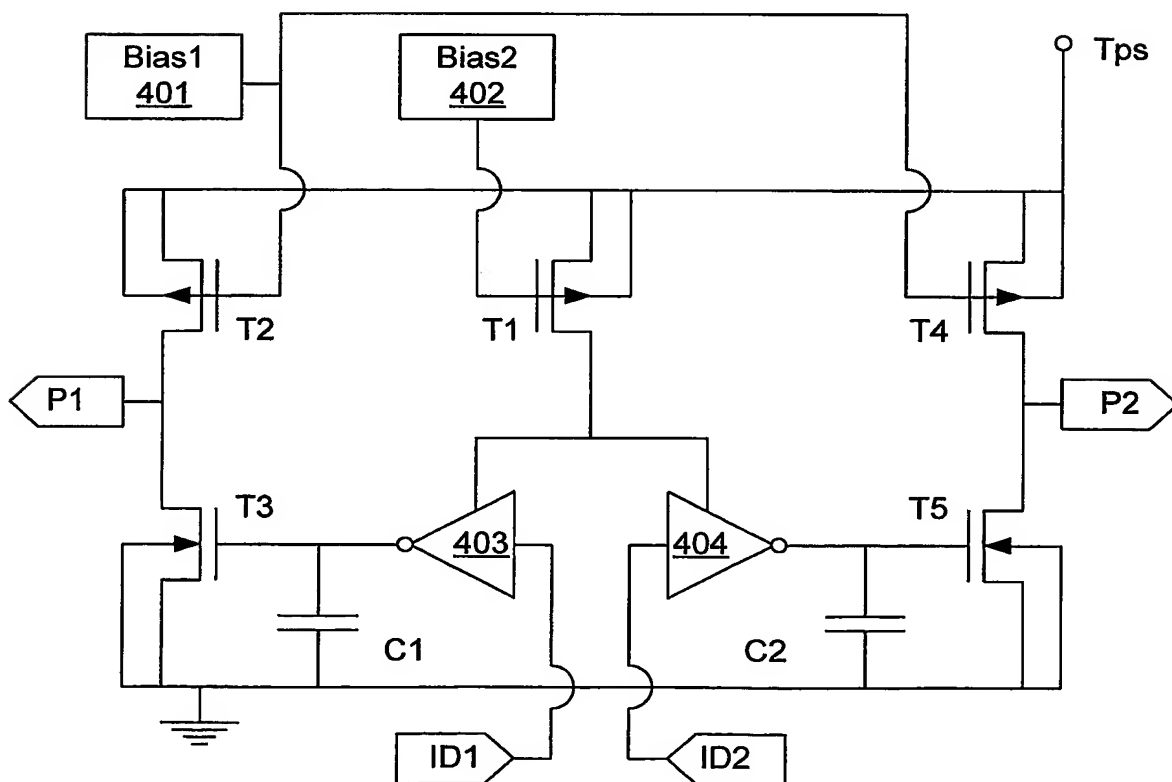 Bias1
401
Bias2
402
Tps
T2
T1
T4
P1
P2
T3
T5
403
404
C1
C2
ID1
ID2